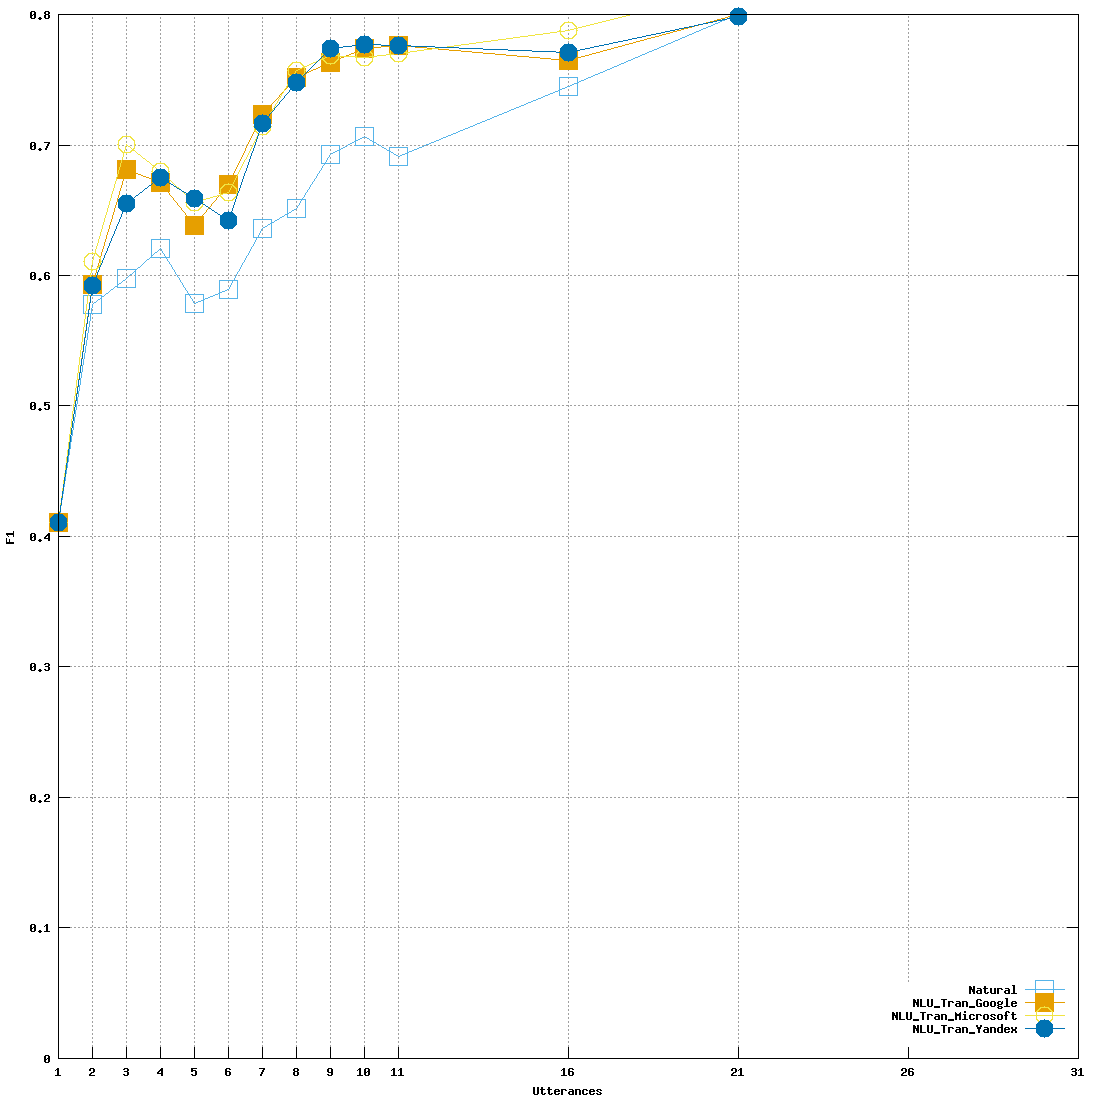 0.8
0.7
0.6
0.5
F1
0.4
0.3
0.2
0.1
Natural
NLU_Tran_Google
NLU_Tran_Microsoft
NLU_Tran_Yandex
0
1 2 3 4 5 6 7 8 9 10 11 16 21 26 31
Utterances